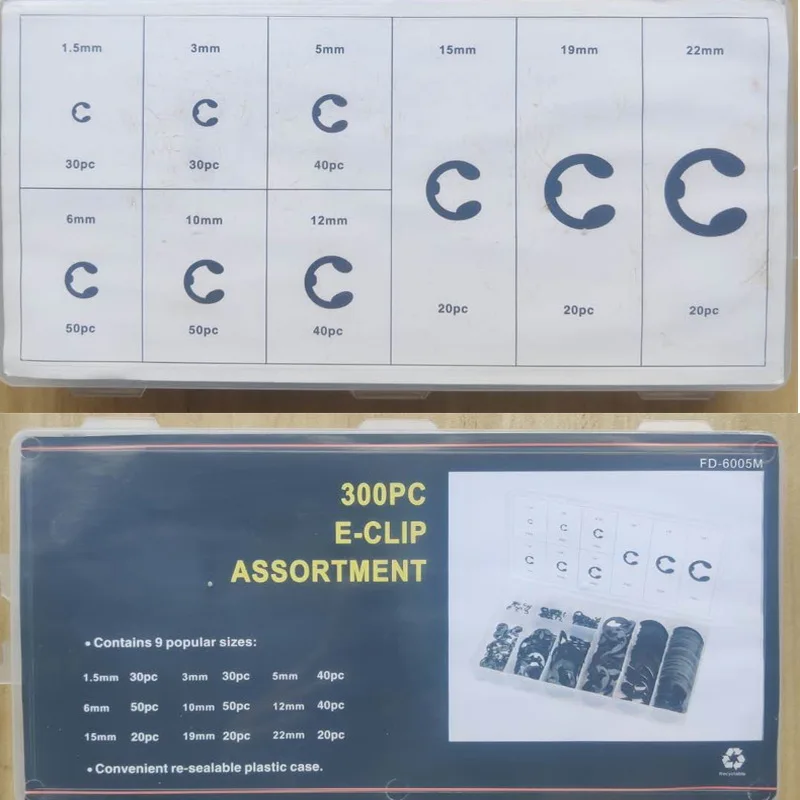 1.5mm 3mm 5mm 15mm 19mm 22mm
30pc 30pc 40pc
6mm 10mm 12mm
20pc 20pc 20pc
50pc 50pc 40pc
FD-6005M
300PC
E-CLIP
ASSORTMENT
• Contains 9 popular sizes:
1.5mm 30pc 3mm 30pc 5mm 40pc
6mm 50pc 10mm 50pc 12mm 40pc
15mm 20pc 19mm 20pc 22mm 20pc
• Convenient re-sealable plastic case.
Recyclable